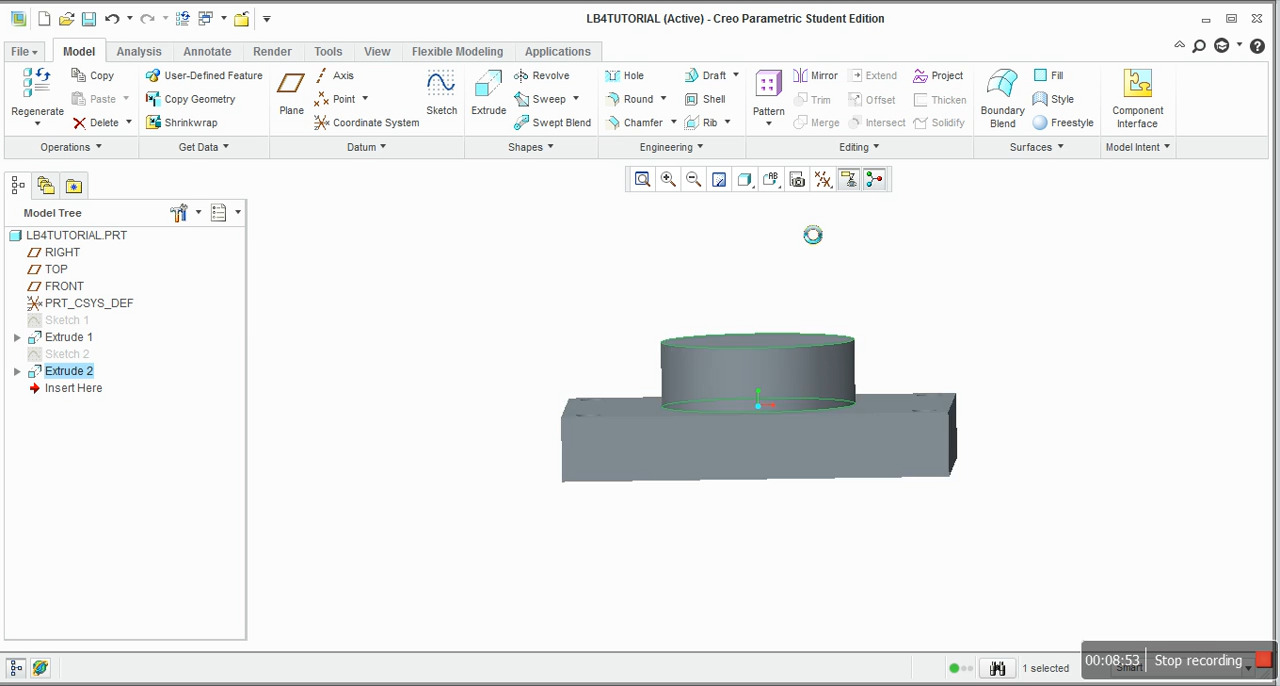 LB4TUTORIAL (Active) - Creo Parametric Student Edition
File Model Analysis Annotate Render Tools View Flexible Modeling Applications
Copy User-Defined Feature Axis Revolve Hole Draft Mirror Extend Project Fill
Paste Copy Geometry Point Sweep Round Shell Trim Offset Thicken Style
Regenerate Plane Sketch Extrude Pattern Boundary Blend Component Interface
Delete Shrinkwrap Coordinate System Swept Blend Chamfer Rib Merge Intersect Solidify Freestyle
Operations Get Data Datum Shapes Engineering Editing Surfaces Model Intent
Model Tree
LB4TUTORIAL.PRT
RIGHT
TOP
FRONT
PRT_CSYS_DEF
Sketch 1
Extrude 1
Sketch 2
Extrude 2
Insert Here
1 selected
00:08:53 Stop recording
Smart